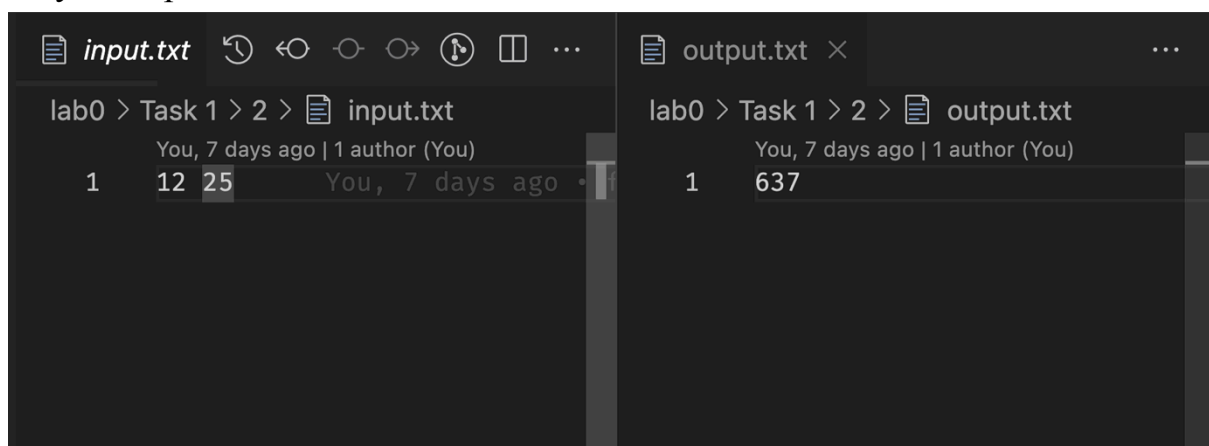 input.txt
lab0 > Task 1 > 2 > input.txt
You, 7 days ago | 1 author (You)
1 12 25 You, 7 days ago •
output.txt ×
lab0 > Task 1 > 2 > output.txt
You, 7 days ago | 1 author (You)
1 637